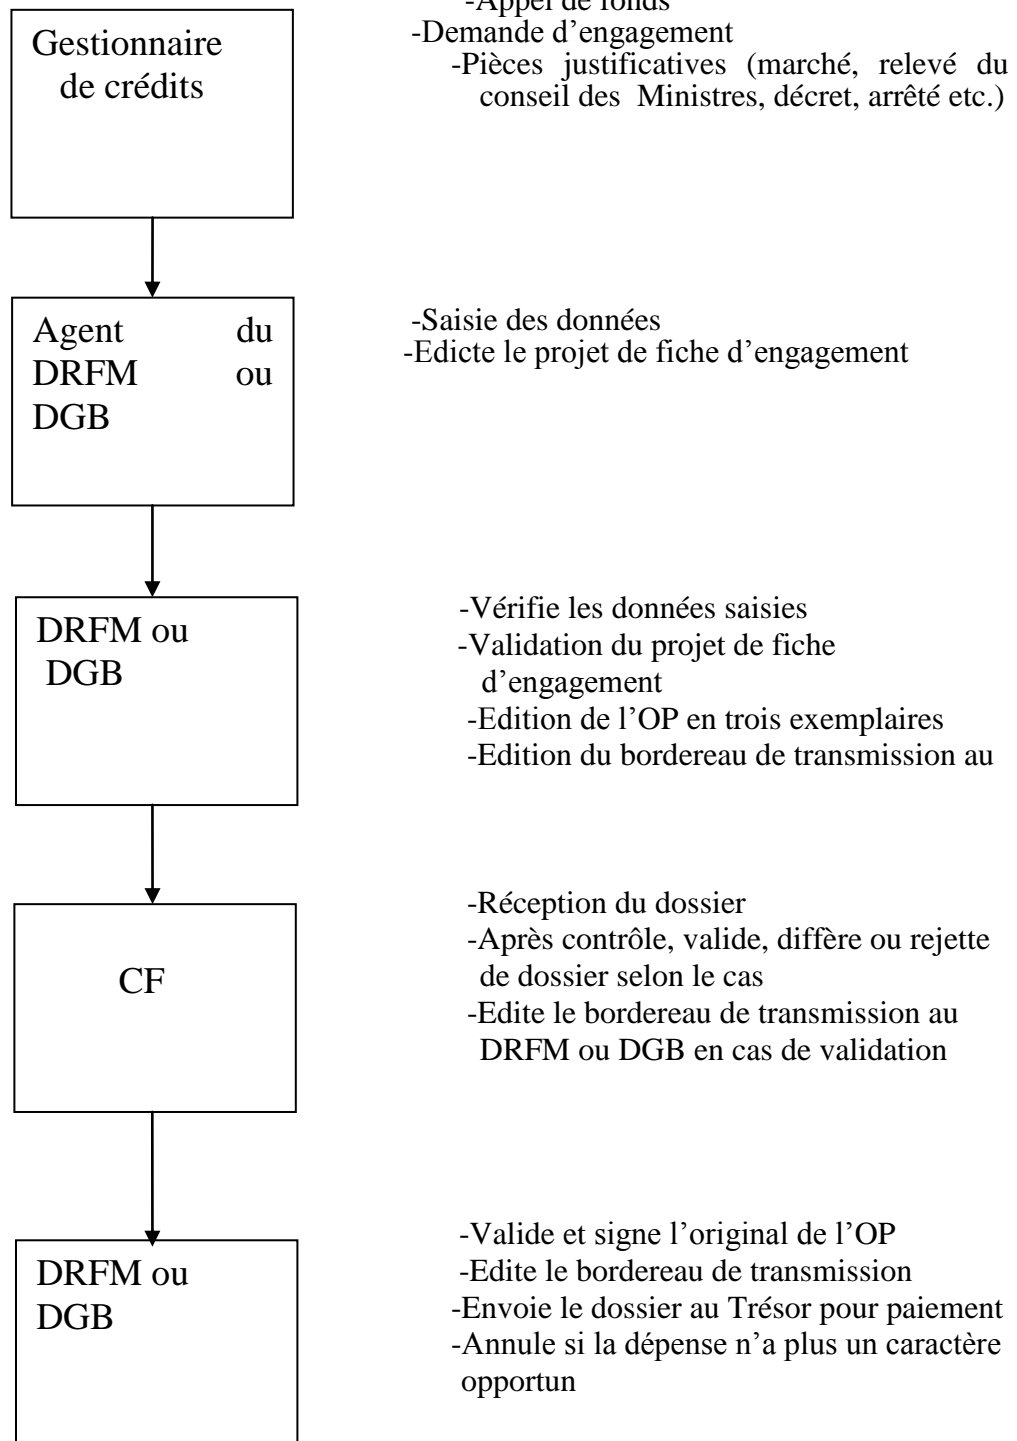 -Appel de fonds
Gestionnaire
de crédits
-Demande d’engagement
-Pièces justificatives (marché, relevé du
conseil des Ministres, décret, arrêté etc.)
Agent du
DRFM ou
DGB
-Saisie des données
-Edicte le projet de fiche d’engagement
DRFM ou
DGB
-Vérifie les données saisies
-Validation du projet de fiche
d’engagement
-Edition de l’OP en trois exemplaires
-Edition du bordereau de transmission au
CF
-Réception du dossier
-Après contrôle, valide, diffère ou rejette
de dossier selon le cas
-Edite le bordereau de transmission au
DRFM ou DGB en cas de validation
DRFM ou
DGB
-Valide et signe l’original de l’OP
-Edite le bordereau de transmission
-Envoie le dossier au Trésor pour paiement
-Annule si la dépense n’a plus un caractère
opportun